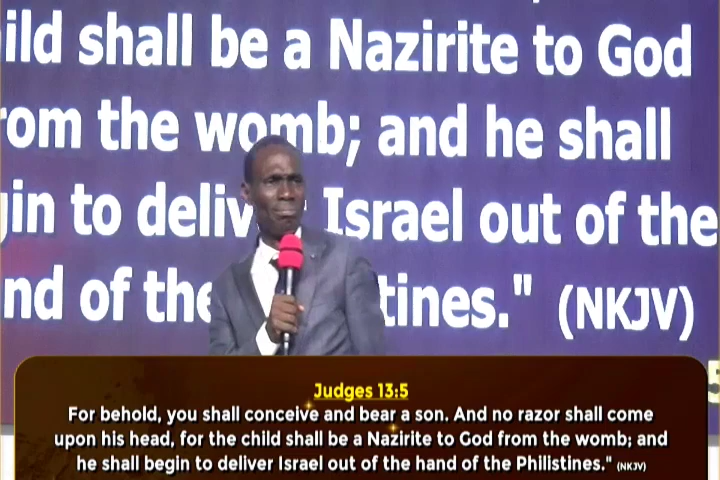 ild shall be a Nazirite to God
rom the womb; and he shall
gin to deliv Israel out of the
nd of the tines." (NKJV)
Judges 13:5
For behold, you shall conceive and bear a son. And no razor shall come
upon his head, for the child shall be a Nazirite to God from the womb; and
he shall begin to deliver Israel out of the hand of the Philistines." (NKJV)